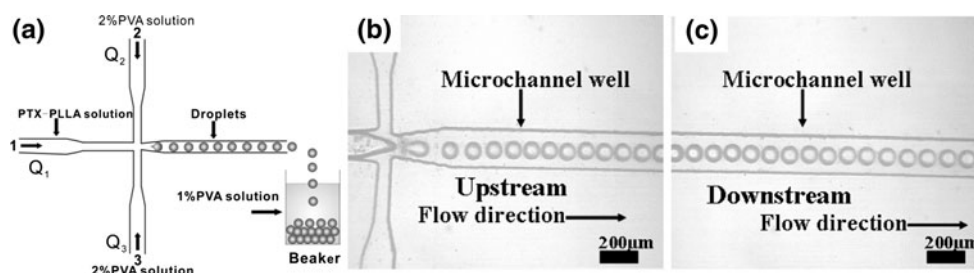 (a)
2%PVA solution
2
Q2
PTX-PLLA solution
Droplets
1
Q1
1%PVA solution
Q3
3
2%PVA solution
Beaker
(b)
Microchannel well
Upstream
Flow direction
200μm
(c)
Microchannel well
Downstream
Flow direction
200μm